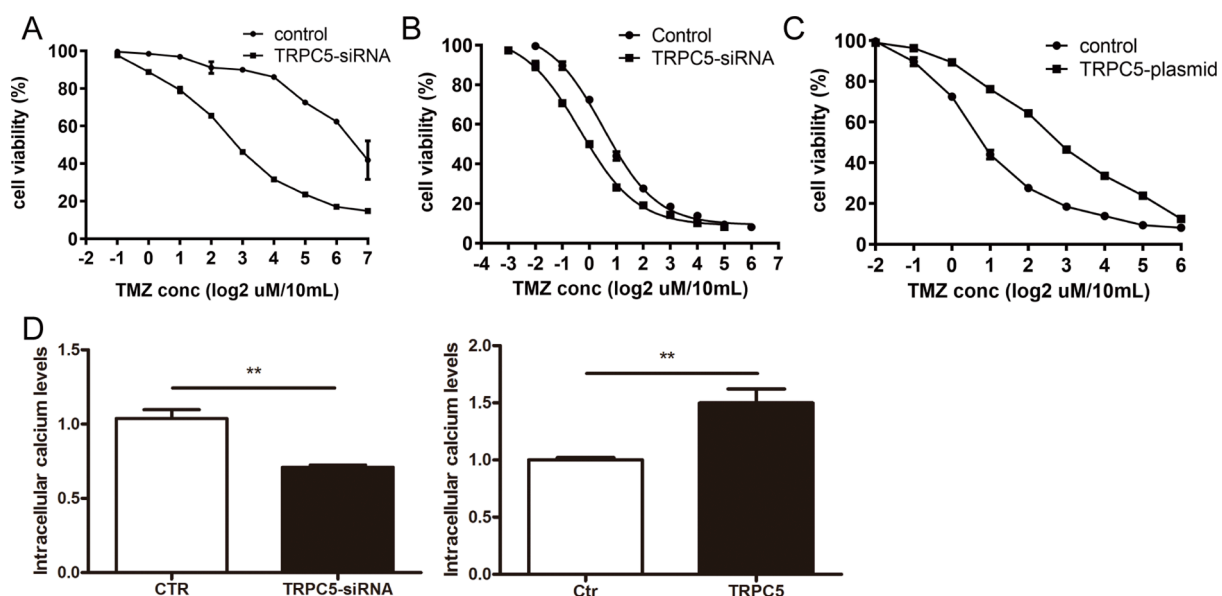 A
control
TRPC5-siRNA
cell viability (%)
100
80
60
40
20
0
-2 -1 0 1 2 3 4 5 6 7
TMZ conc (log2 uM/10mL)
B
Control
TRPC5-siRNA
cell viability (%)
100
80
60
40
20
0
-4 -3 -2 -1 0 1 2 3 4 5 6 7
TMZ conc (log2 uM/10mL)
C
control
TRPC5-plasmid
cell viability (%)
100
80
60
40
20
0
-2 -1 0 1 2 3 4 5 6
TMZ conc (log2 uM/10mL)
D
Intracellular calcium levels
1.5
1.0
0.5
0.0
**
CTR TRPC5-siRNA
Intracellular calcium levels
2.0
1.5
1.0
0.5
0.0
**
Ctr TRPC5